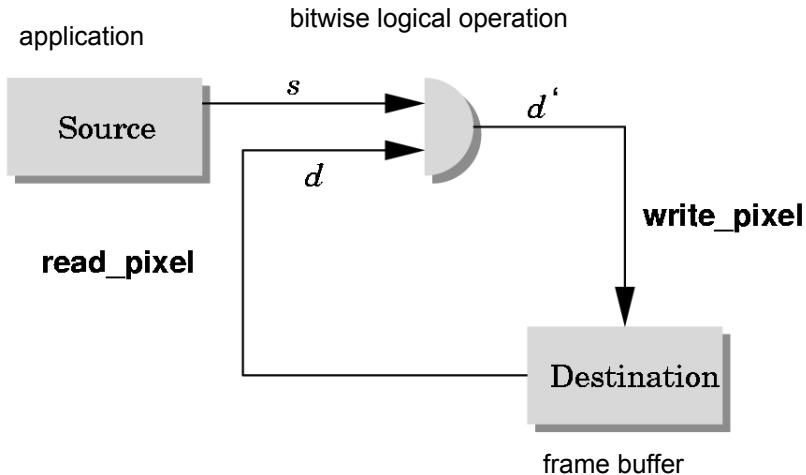 bitwise logical operation
application
s
d‘
Source
d
write_pixel
read_pixel
Destination
frame buffer